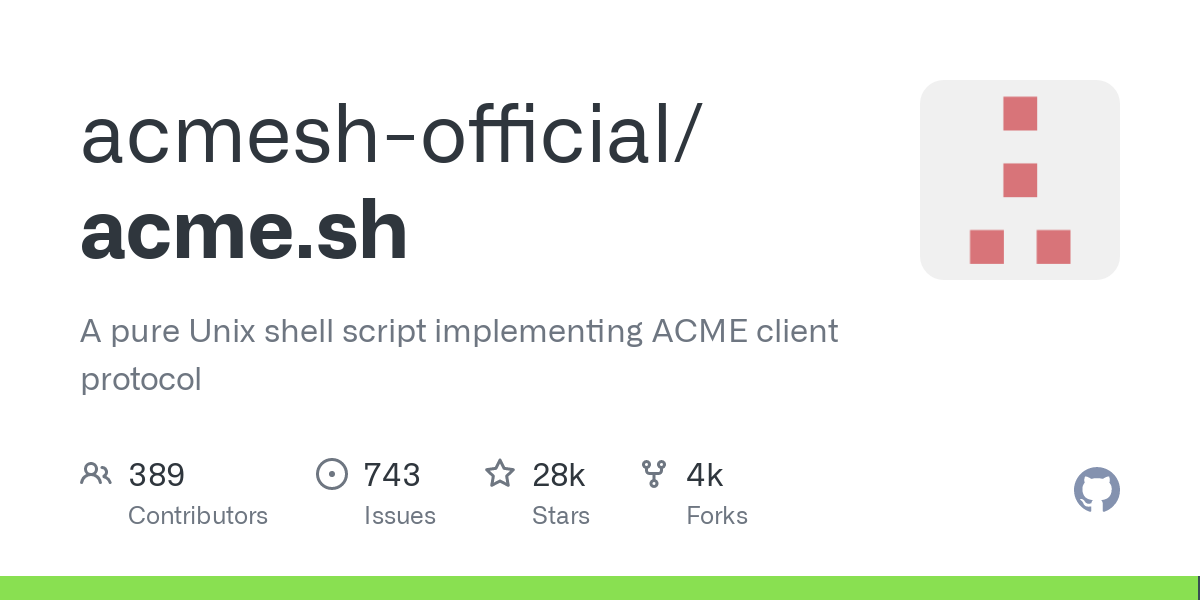 acmesh-official/
acme.sh
A pure Unix shell script implementing ACME client
protocol
389 743 28k 4k
Contributors Issues Stars Forks